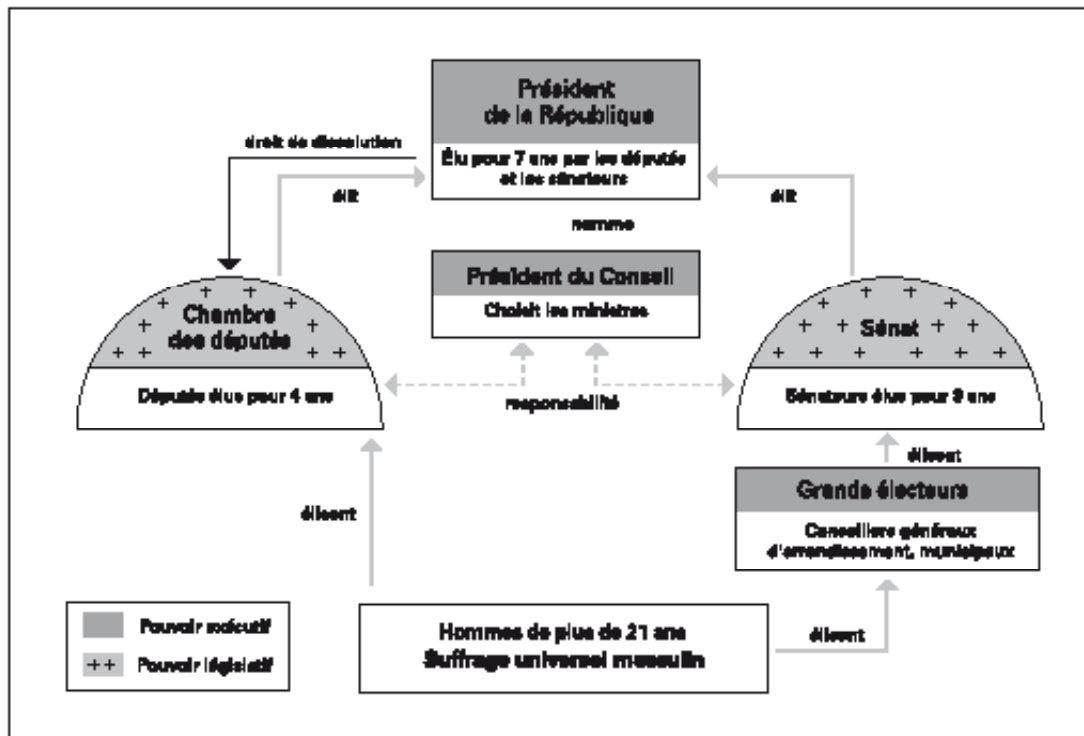 Président
de la République
droit de dissolution
Élu pour 7 ans par les députés
et les sénateurs
élit
élit
nomme
Président du Conseil
Choisit les ministres
Chambre
des députés
Sénat
Députés élus pour 4 ans
responsabilité
Sénateurs élus pour 9 ans
élisent
Grands électeurs
élisent
Conseillers généraux
d'arrondissement, municipaux
Pouvoir exécutif
Hommes de plus de 21 ans
élisent
++ Pouvoir législatif
Suffrage universel masculin